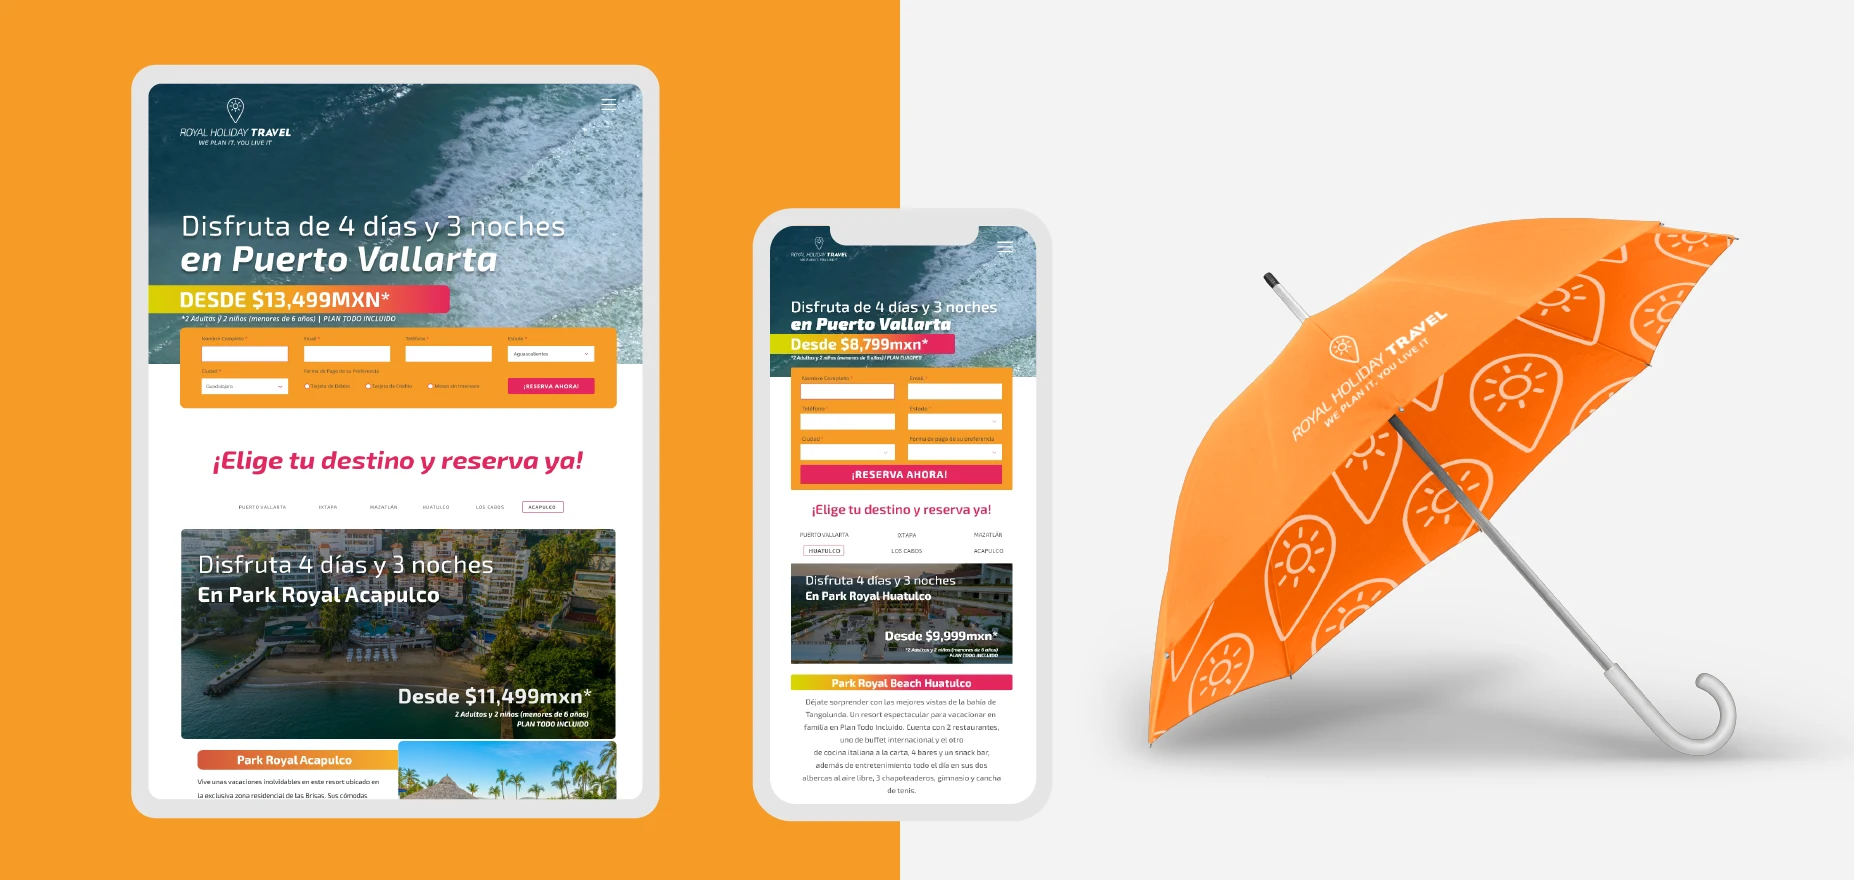 ROYAL HOLIDAY TRAVEL
WE PLAN IT, YOU LIVE IT
Disfruta de 4 días y 3 noches
en Puerto Vallarta
DESDE $13,499MXN*
*2 Adultos y 2 niños (menores de 6 años) | PLAN TODO INCLUIDO
Nombre Completo * Email * Teléfono * Estado *
Aguascalientes
Ciudad * Forma de Pago de su Preferencia
Guadalajara Tarjeta de Débito Tarjeta de Crédito Meses sin Intereses ¡RESERVA AHORA!
¡Elige tu destino y reserva ya!
PUERTO VALLARTA IXTAPA MAZATLÁN HUATULCO LOS CABOS ACAPULCO
Disfruta 4 días y 3 noches
En Park Royal Acapulco
Desde $11,499mxn*
2 Adultos y 2 niños (menores de 6 años)
PLAN TODO INCLUIDO
Park Royal Acapulco
Vive unas vacaciones inolvidables en este resort ubicado en
la exclusiva zona residencial de las Brisas. Sus cómodas
ROYAL HOLIDAY TRAVEL
WE PLAN IT, YOU LIVE IT
Disfruta de 4 días y 3 noches
en Puerto Vallarta
Desde $8,799mxn*
*2 Adultos y 2 niños (menores de 6 años) | PLAN EUROPEO
Nombre Completo * Email *
Teléfono * Estado *
Ciudad * Forma de pago de su preferencia
¡RESERVA AHORA!
¡Elige tu destino y reserva ya!
PUERTO VALLARTA IXTAPA MAZATLÁN
HUATULCO LOS CABOS ACAPULCO
Disfruta 4 días y 3 noches
En Park Royal Huatulco
Desde $9,999mxn*
*2 Adultos y 2 niños (menores de 6 años)
PLAN TODO INCLUIDO
Park Royal Beach Huatulco
Déjate sorprender con las mejores vistas de la bahía de
Tangolunda. Un resort espectacular para vacacionar en
familia en Plan Todo Incluido. Cuenta con 2 restaurantes,
uno de buffet internacional y el otro
de cocina italiana a la carta, 4 bares y un snack bar,
además de entretenimiento todo el día en sus dos
albercas al aire libre, 3 chapoteaderos, gimnasio y cancha
de tenis.
ROYAL HOLIDAY TRAVEL
WE PLAN IT, YOU LIVE IT